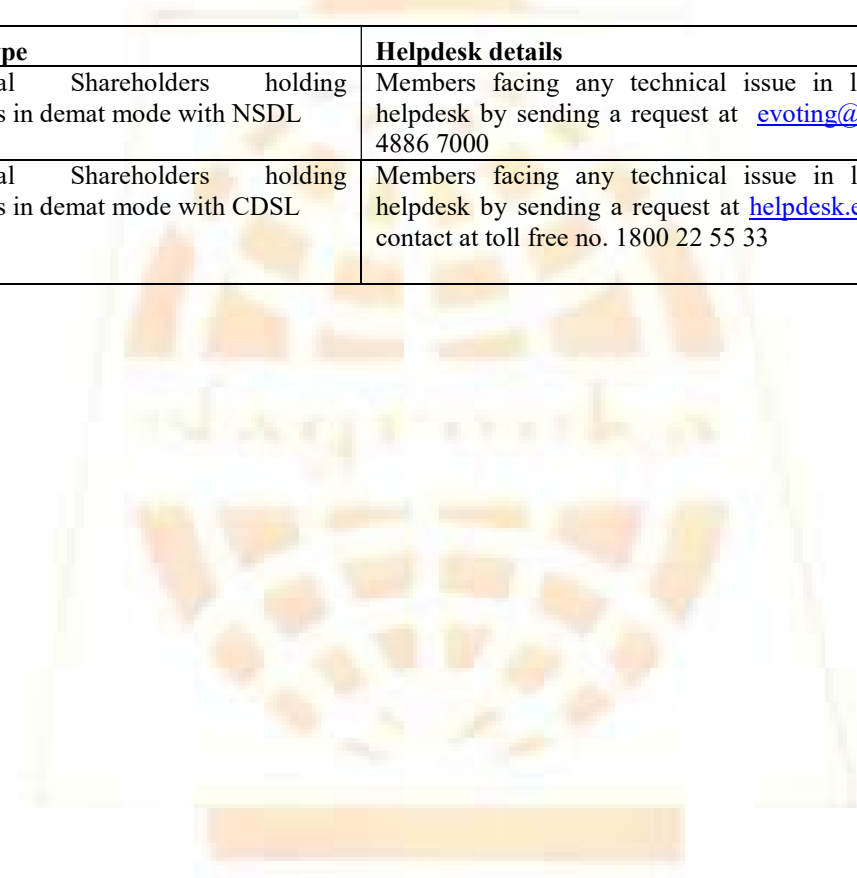 ype Helpdesk details
al Shareholders holding Members facing any technical issue in l
s in demat mode with NSDL helpdesk by sending a request at evoting@
4886 7000
al Shareholders holding Members facing any technical issue in l
s in demat mode with CDSL helpdesk by sending a request at helpdesk.e
contact at toll free no. 1800 22 55 33